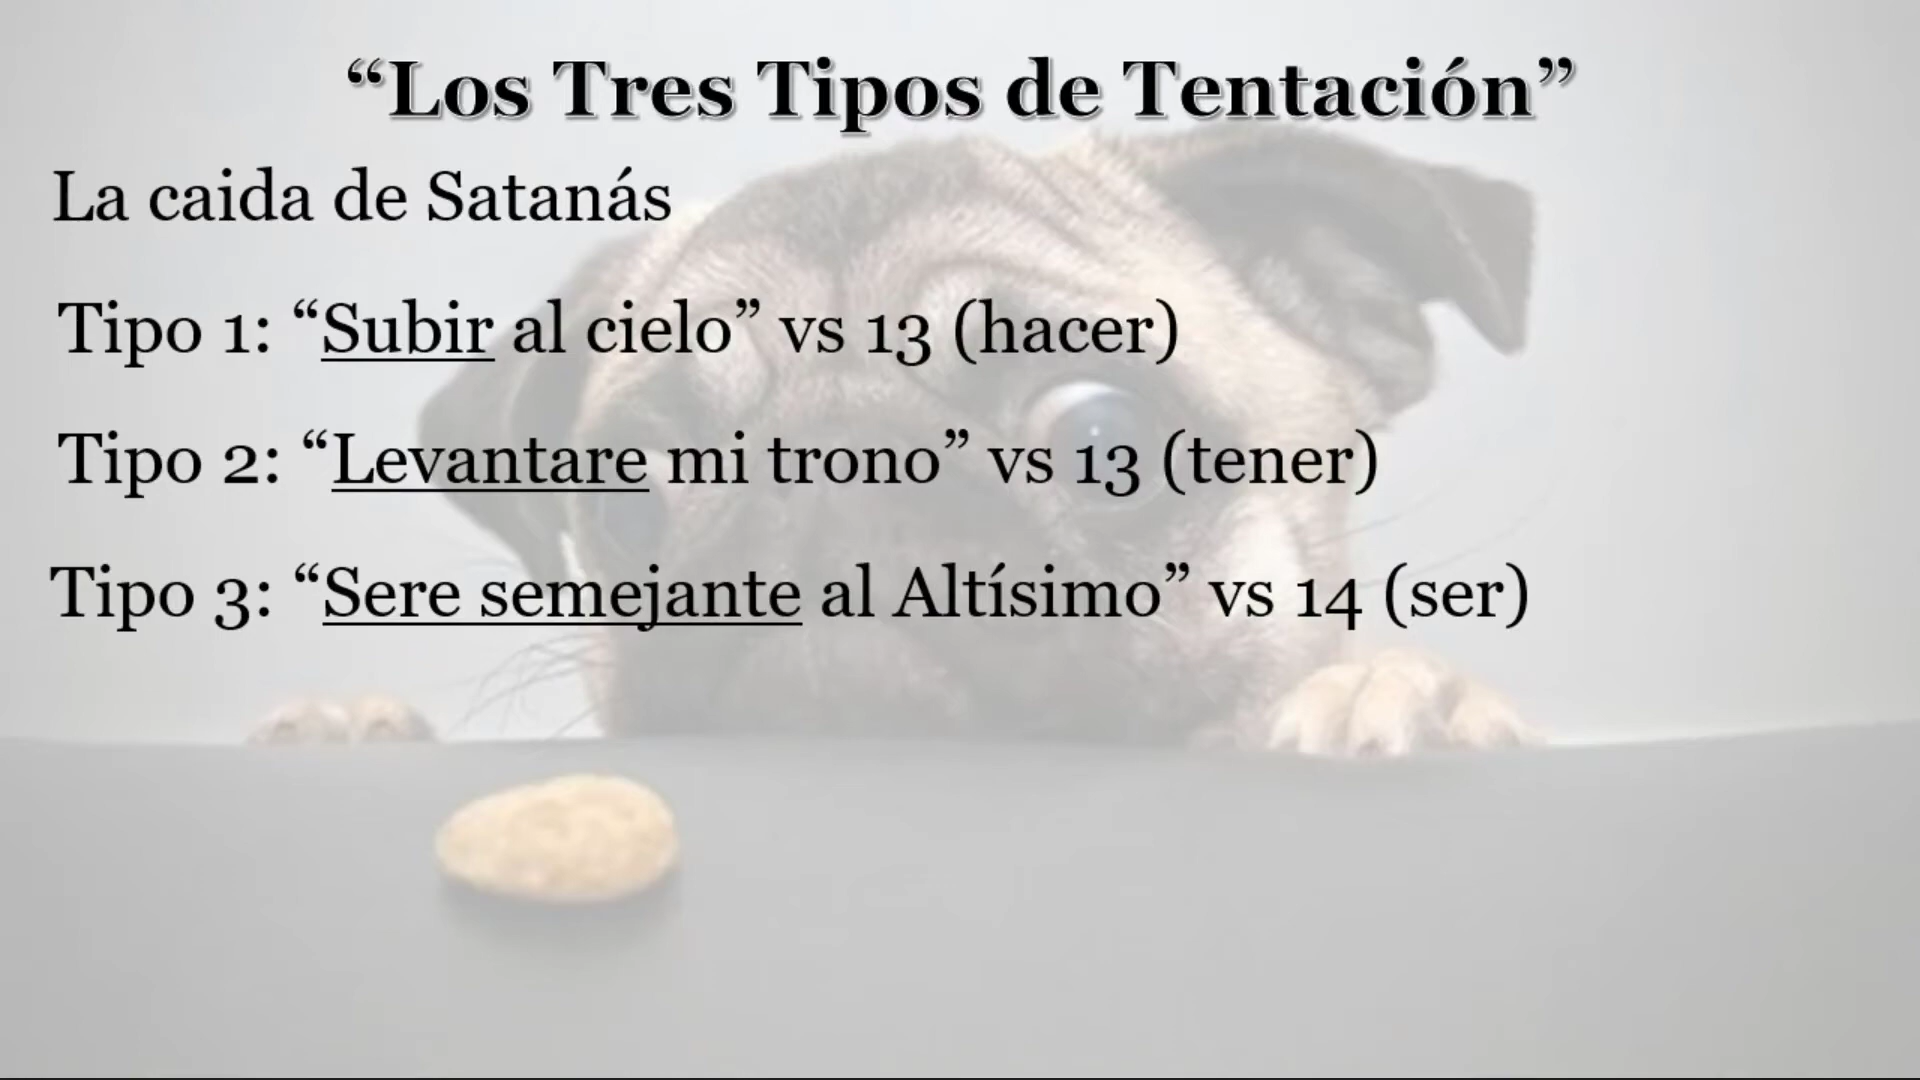 “Los Tres Tipos de Tentación”
La caida de Satanás
Tipo 1: “Subir al cielo” vs 13 (hacer)
Tipo 2: “Levantare mi trono” vs 13 (tener)
Tipo 3: “Sere semejante al Altísimo” vs 14 (ser)